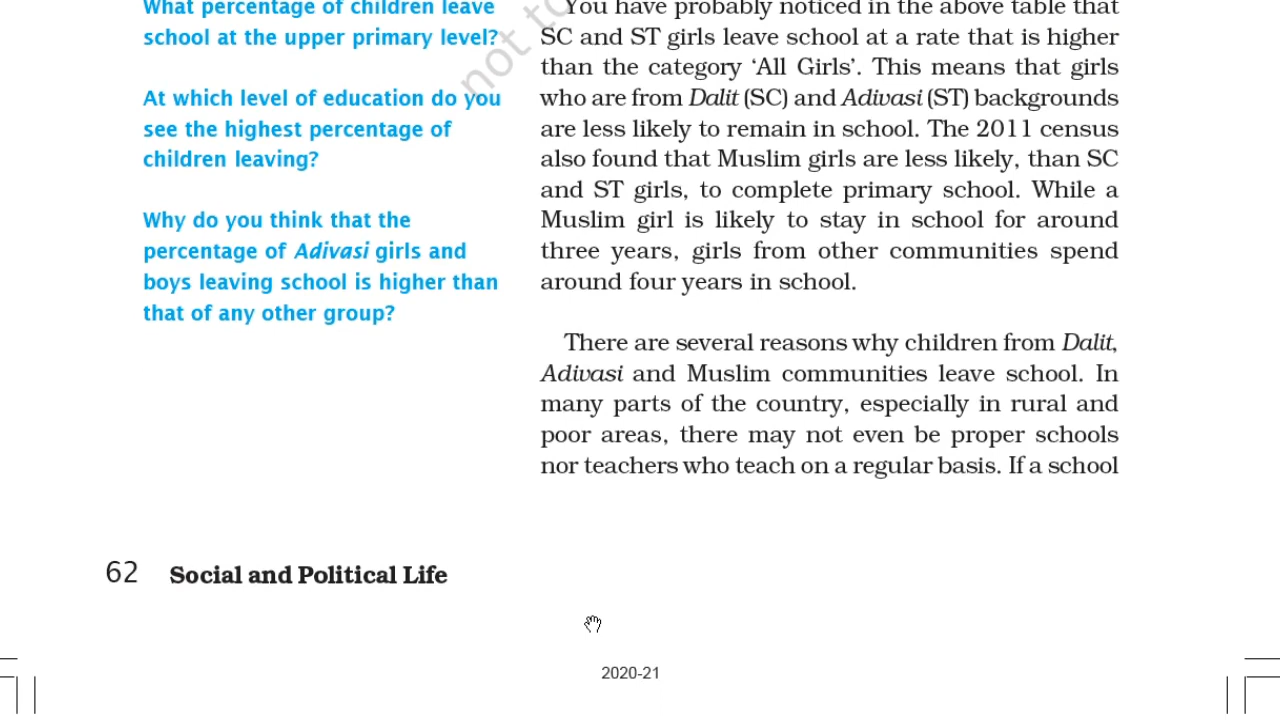 What percentage of children leave
school at the upper primary level?
At which level of education do you
see the highest percentage of
children leaving?
Why do you think that the
percentage of Adivasi girls and
boys leaving school is higher than
that of any other group?
not to
You have probably noticed in the above table that
SC and ST girls leave school at a rate that is higher
than the category ‘All Girls’. This means that girls
who are from Dalit (SC) and Adivasi (ST) backgrounds
are less likely to remain in school. The 2011 census
also found that Muslim girls are less likely, than SC
and ST girls, to complete primary school. While a
Muslim girl is likely to stay in school for around
three years, girls from other communities spend
around four years in school.
There are several reasons why children from Dalit,
Adivasi and Muslim communities leave school. In
many parts of the country, especially in rural and
poor areas, there may not even be proper schools
nor teachers who teach on a regular basis. If a school
62 Social and Political Life
2020-21